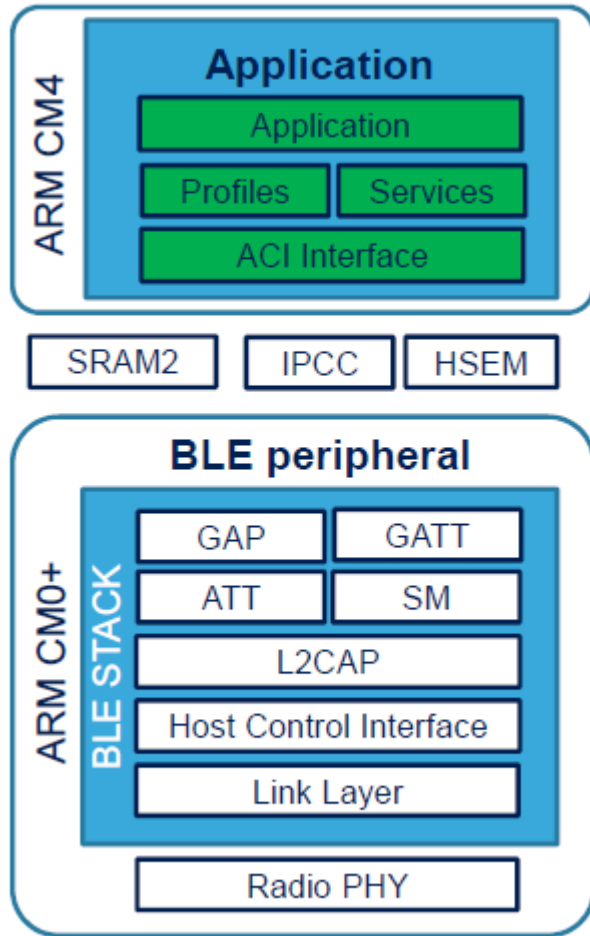 ARM CM4
Application
Application
Profiles Services
ACI Interface
SRAM2 IPCC HSEM
ARM CM0+
BLE peripheral
BLE STACK
GAP GATT
ATT SM
L2CAP
Host Control Interface
Link Layer
Radio PHY